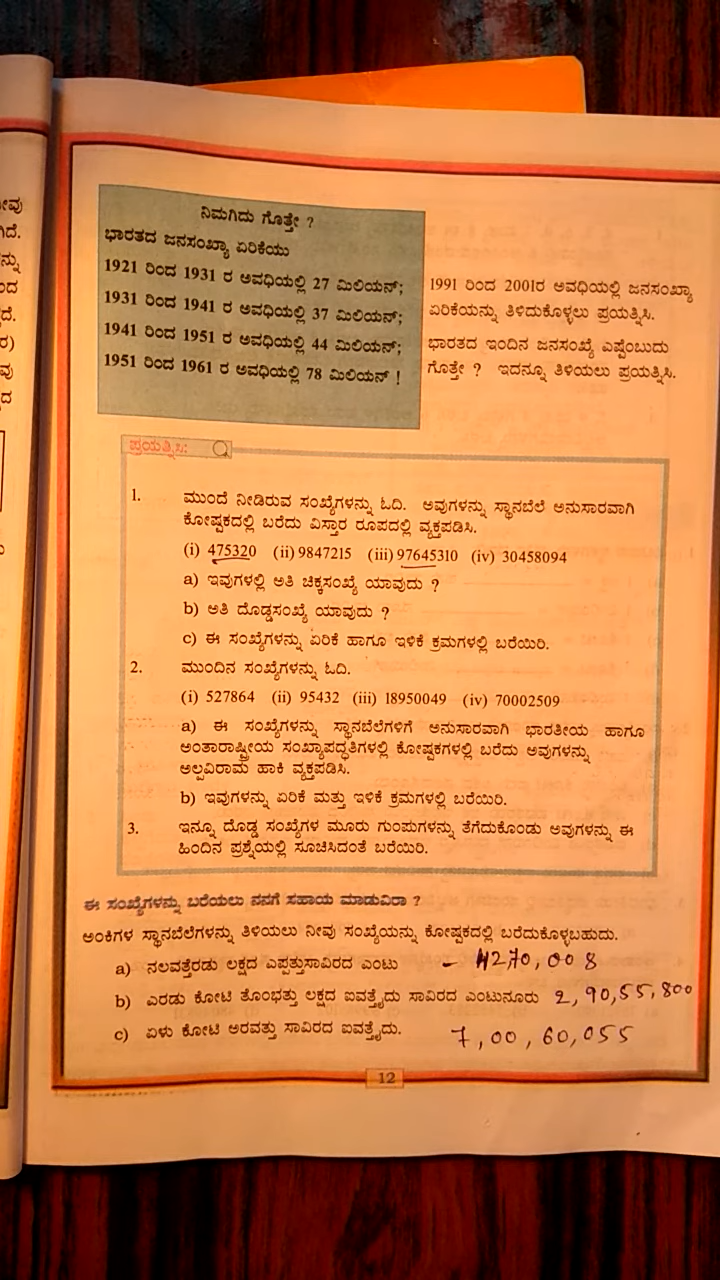 ನಿಮಗಿದು ಗೊತ್ತೇ ?
ಭಾರತದ ಜನಸಂಖ್ಯಾ ಏರಿಕೆಯು
1921 ರಿಂದ 1931 ರ ಅವಧಿಯಲ್ಲಿ 27 ಮಿಲಿಯನ್;
1931 ರಿಂದ 1941 ರ ಅವಧಿಯಲ್ಲಿ 37 ಮಿಲಿಯನ್;
1941 ರಿಂದ 1951 ರ ಅವಧಿಯಲ್ಲಿ 44 ಮಿಲಿಯನ್;
1951 ರಿಂದ 1961 ರ ಅವಧಿಯಲ್ಲಿ 78 ಮಿಲಿಯನ್ !
1991 ರಿಂದ 2001ರ ಅವಧಿಯಲ್ಲಿ ಜನಸಂಖ್ಯಾ
ಏರಿಕೆಯನ್ನು ತಿಳಿದುಕೊಳ್ಳಲು ಪ್ರಯತ್ನಿಸಿ.
ಭಾರತದ ಇಂದಿನ ಜನಸಂಖ್ಯೆ ಎಷ್ಟೆಂಬುದು
ಗೊತ್ತೇ ? ಇದನ್ನೂ ತಿಳಿಯಲು ಪ್ರಯತ್ನಿಸಿ.
ಪ್ರಯತ್ನಿಸಿ:
1. ಮುಂದೆ ನೀಡಿರುವ ಸಂಖ್ಯೆಗಳನ್ನು ಓದಿ. ಅವುಗಳನ್ನು ಸ್ಥಾನಬೆಲೆ ಅನುಸಾರವಾಗಿ
ಕೋಷ್ಟಕದಲ್ಲಿ ಬರೆದು ವಿಸ್ತಾರ ರೂಪದಲ್ಲಿ ವ್ಯಕ್ತಪಡಿಸಿ.
(i) 475320 (ii) 9847215 (iii) 97645310 (iv) 30458094
a) ಇವುಗಳಲ್ಲಿ ಅತಿ ಚಿಕ್ಕಸಂಖ್ಯೆ ಯಾವುದು ?
b) ಅತಿ ದೊಡ್ಡಸಂಖ್ಯೆ ಯಾವುದು ?
c) ಈ ಸಂಖ್ಯೆಗಳನ್ನು ಏರಿಕೆ ಹಾಗೂ ಇಳಿಕೆ ಕ್ರಮಗಳಲ್ಲಿ ಬರೆಯಿರಿ.
2. ಮುಂದಿನ ಸಂಖ್ಯೆಗಳನ್ನು ಓದಿ.
(i) 527864 (ii) 95432 (iii) 18950049 (iv) 70002509
a) ಈ ಸಂಖ್ಯೆಗಳನ್ನು ಸ್ಥಾನಬೆಲೆಗಳಿಗೆ ಅನುಸಾರವಾಗಿ ಭಾರತೀಯ ಹಾಗೂ
ಅಂತಾರಾಷ್ಟ್ರೀಯ ಸಂಖ್ಯಾಪದ್ಧತಿಗಳಲ್ಲಿ ಕೋಷ್ಟಕಗಳಲ್ಲಿ ಬರೆದು ಅವುಗಳನ್ನು
ಅಲ್ಪವಿರಾಮ ಹಾಕಿ ವ್ಯಕ್ತಪಡಿಸಿ.
b) ಇವುಗಳನ್ನು ಏರಿಕೆ ಮತ್ತು ಇಳಿಕೆ ಕ್ರಮಗಳಲ್ಲಿ ಬರೆಯಿರಿ.
3. ಇನ್ನೂ ದೊಡ್ಡ ಸಂಖ್ಯೆಗಳ ಮೂರು ಗುಂಪುಗಳನ್ನು ತೆಗೆದುಕೊಂಡು ಅವುಗಳನ್ನು ಈ
ಹಿಂದಿನ ಪ್ರಶ್ನೆಯಲ್ಲಿ ಸೂಚಿಸಿದಂತೆ ಬರೆಯಿರಿ.
ಈ ಸಂಖ್ಯೆಗಳನ್ನು ಬರೆಯಲು ನನಗೆ ಸಹಾಯ ಮಾಡುವಿರಾ ?
ಅಂಕಿಗಳ ಸ್ಥಾನಬೆಲೆಗಳನ್ನು ತಿಳಿಯಲು ನೀವು ಸಂಖ್ಯೆಯನ್ನು ಕೋಷ್ಟಕದಲ್ಲಿ ಬರೆದುಕೊಳ್ಳಬಹುದು.
a) ನಲವತ್ತೆರಡು ಲಕ್ಷದ ಎಪ್ಪತ್ತುಸಾವಿರದ ಎಂಟು - 4270,008
b) ಎರಡು ಕೋಟಿ ತೊಂಭತ್ತು ಲಕ್ಷದ ಐವತ್ತೈದು ಸಾವಿರದ ಎಂಟುನೂರು 2,90,55,800
c) ಏಳು ಕೋಟಿ ಅರವತ್ತು ಸಾವಿರದ ಐವತ್ತೈದು. 7,00,60,055
12